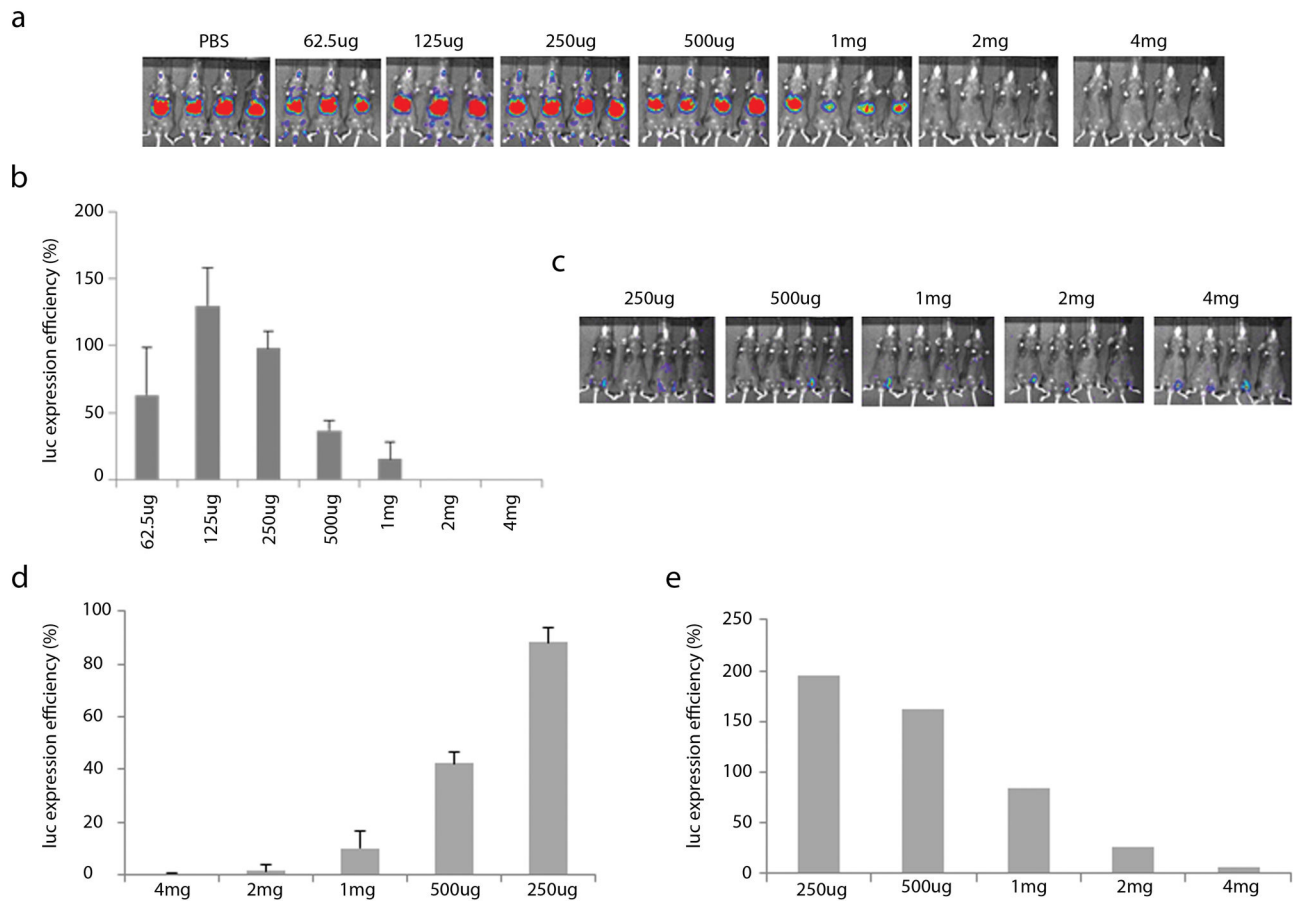 a
PBS 62.5ug 125ug 250ug 500ug 1mg 2mg 4mg
b
luc expression efficiency (%)
200
150
100
50
0
62.5ug 125ug 250ug 500ug 1mg 2mg 4mg
c
250ug 500ug 1mg 2mg 4mg
d
luc expression efficiency (%)
100
80
60
40
20
0
4mg 2mg 1mg 500ug 250ug
e
luc expression efficiency (%)
250
200
150
100
50
0
250ug 500ug 1mg 2mg 4mg